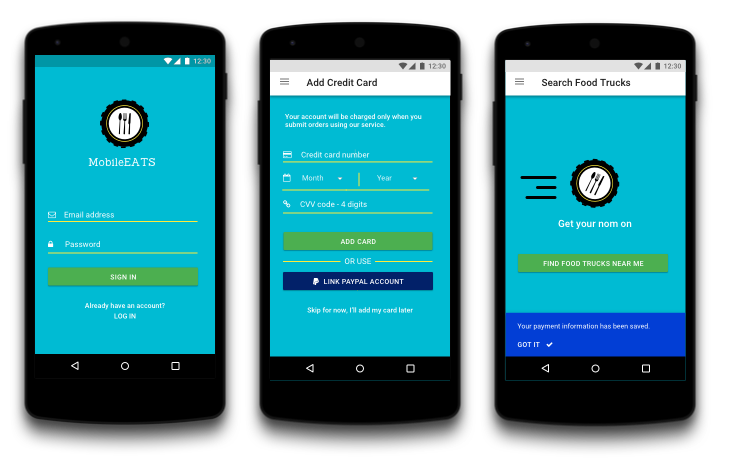 12:30
MobileEATS
Email address
Password
SIGN IN
Already have an account?
LOG IN
12:30
Add Credit Card
Your account will be charged only when you
submit orders using our service.
Credit card number
Month Year
CVV code - 4 digits
ADD CARD
OR USE
LINK PAYPAL ACCOUNT
Skip for now, I'll add my card later
12:30
Search Food Trucks
Get your nom on
FIND FOOD TRUCKS NEAR ME
Your payment information has been saved.
GOT IT